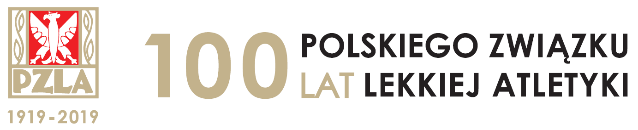 PZLA
1919-2019
100 LAT
POLSKIEGO ZWIĄZKU
LEKKIEJ ATLETYKI